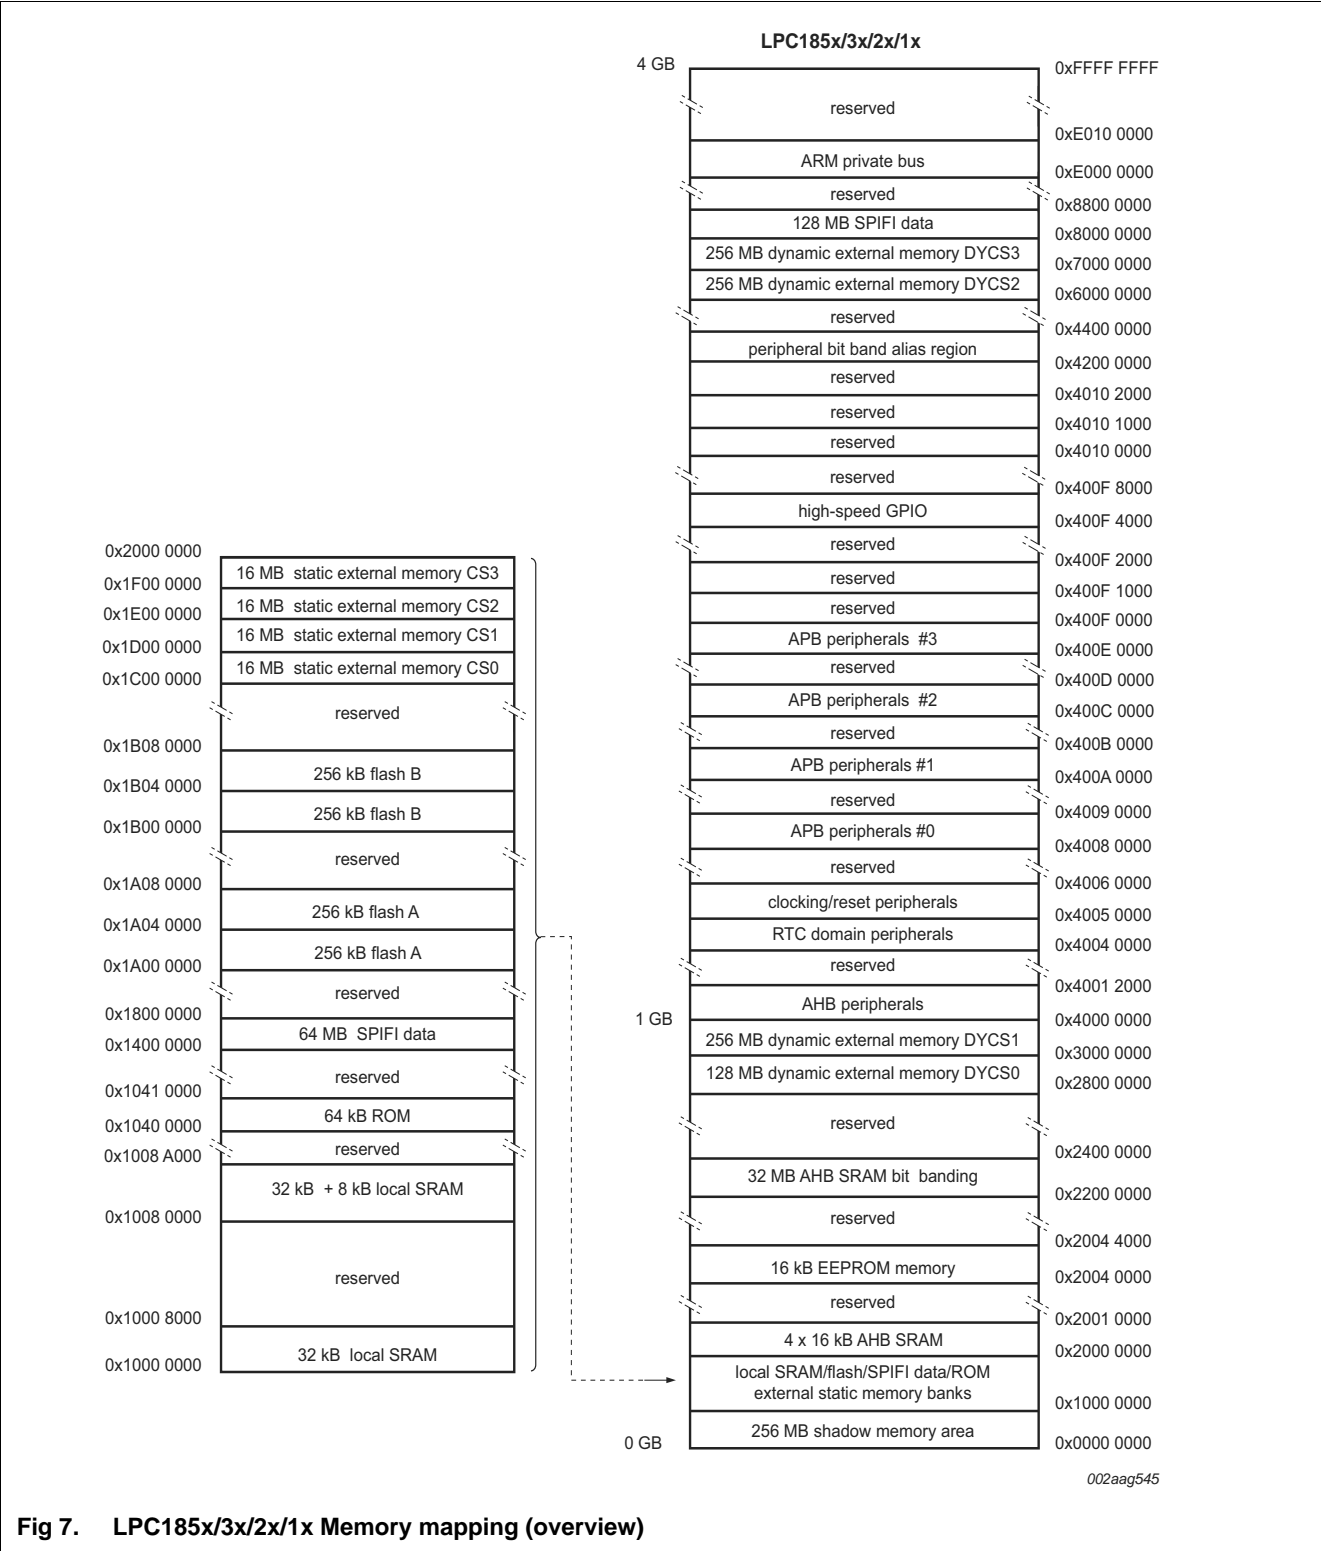 LPC185x/3x/2x/1x
4 GB
0xFFFF FFFF
reserved
0xE010 0000
ARM private bus
0xE000 0000
reserved
0x8800 0000
128 MB SPIFI data
0x8000 0000
256 MB dynamic external memory DYCS3
0x7000 0000
256 MB dynamic external memory DYCS2
0x6000 0000
reserved
0x4400 0000
peripheral bit band alias region
0x4200 0000
reserved
0x4010 2000
reserved
0x4010 1000
reserved
0x4010 0000
reserved
0x400F 8000
high-speed GPIO
0x400F 4000
reserved
0x400F 2000
reserved
0x400F 1000
reserved
0x400F 0000
APB peripherals #3
0x400E 0000
reserved
0x400D 0000
APB peripherals #2
0x400C 0000
reserved
0x400B 0000
APB peripherals #1
0x400A 0000
reserved
0x4009 0000
APB peripherals #0
0x4008 0000
reserved
0x4006 0000
clocking/reset peripherals
0x4005 0000
RTC domain peripherals
0x4004 0000
reserved
0x4001 2000
AHB peripherals
1 GB
0x4000 0000
256 MB dynamic external memory DYCS1
0x3000 0000
128 MB dynamic external memory DYCS0
0x2800 0000
reserved
0x2400 0000
32 MB AHB SRAM bit banding
0x2200 0000
reserved
0x2004 4000
16 kB EEPROM memory
0x2004 0000
reserved
0x2001 0000
4 x 16 kB AHB SRAM
0x2000 0000
local SRAM/flash/SPIFI data/ROM
external static memory banks
0x1000 0000
256 MB shadow memory area
0 GB
0x0000 0000
0x2000 0000
16 MB static external memory CS3
0x1F00 0000
16 MB static external memory CS2
0x1E00 0000
16 MB static external memory CS1
0x1D00 0000
16 MB static external memory CS0
0x1C00 0000
reserved
0x1B08 0000
256 kB flash B
0x1B04 0000
256 kB flash B
0x1B00 0000
reserved
0x1A08 0000
256 kB flash A
0x1A04 0000
256 kB flash A
0x1A00 0000
reserved
0x1800 0000
64 MB SPIFI data
0x1400 0000
reserved
0x1041 0000
64 kB ROM
0x1040 0000
reserved
0x1008 A000
32 kB + 8 kB local SRAM
0x1008 0000
reserved
0x1000 8000
32 kB local SRAM
0x1000 0000
002aag545
Fig 7. LPC185x/3x/2x/1x Memory mapping (overview)